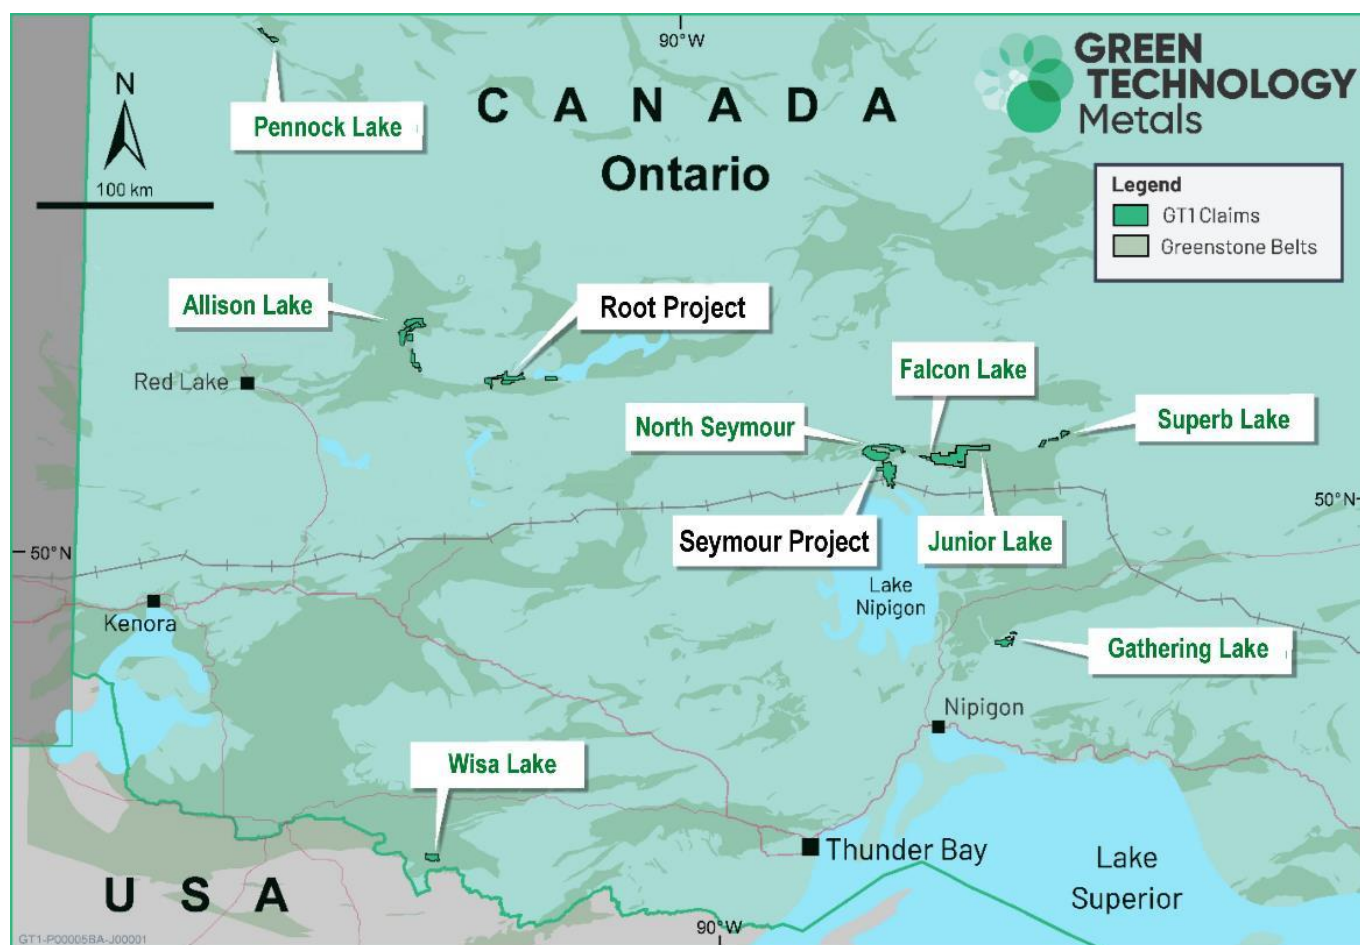 90°W
GREEN
TECHNOLOGY
Metals
N
Pennock Lake
CANADA
Ontario
100 km
Legend
GT1 Claims
Greenstone Belts
Allison Lake
Root Project
Red Lake
Falcon Lake
North Seymour
Superb Lake
50°N
Seymour Project
Junior Lake
50°N
Lake
Nipigon
Kenora
Gathering Lake
Nipigon
Wisa Lake
Thunder Bay
Lake
Superior
USA
90°W
GT1-P00005BA-J00001